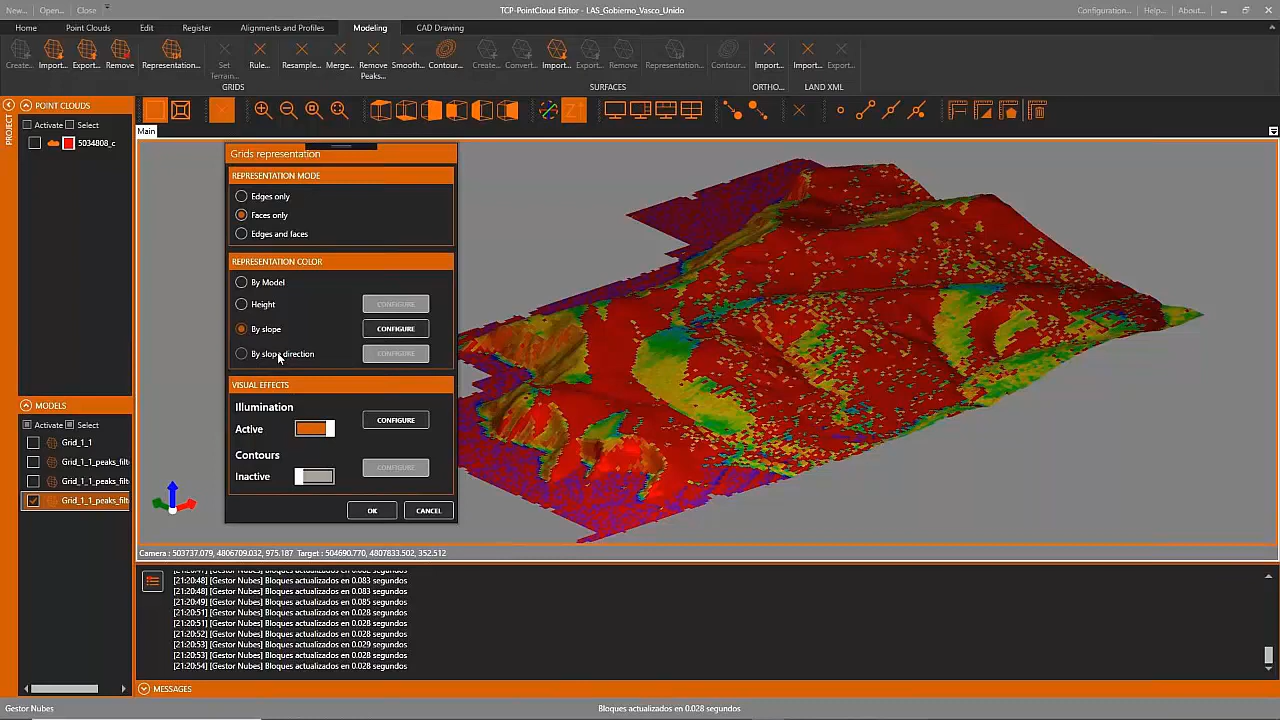 New... Open... Close
TCP-PointCloud Editor - LAS_Gobierno_Vasco_Unido
Configuration... Help... About...
Home Point Clouds Edit Register Alignments and Profiles Modeling CAD Drawing
Create... Import... Export... Remove Representation... Set Terrain... Rule... Resample... Merge... Remove Peaks... Smooth... Contour... Create... Convert... Import... Export... Remove Representation... Contour... Import... Import... Export...
GRIDS SURFACES ORTHO... LAND XML
PROJECT
POINT CLOUDS
Activate Select
5034808_c
Main
Grids representation
REPRESENTATION MODE
Edges only
Faces only
Edges and faces
REPRESENTATION COLOR
By Model
Height CONFIGURE
By slope CONFIGURE
By slope direction CONFIGURE
VISUAL EFFECTS
Illumination
Active CONFIGURE
Contours
Inactive CONFIGURE
OK CANCEL
MODELS
Activate Select
Grid_1_1
Grid_1_1_peaks_filt
Grid_1_1_peaks_filt
Grid_1_1_peaks_filt
Camera : 503737.079, 4806709.032, 975.187 Target : 504690.770, 4807833.502, 352.512
[21:20:48] [Gestor Nubes] Bloques actualizados en 0.083 segundos
[21:20:48] [Gestor Nubes] Bloques actualizados en 0.083 segundos
[21:20:49] [Gestor Nubes] Bloques actualizados en 0.085 segundos
[21:20:51] [Gestor Nubes] Bloques actualizados en 0.028 segundos
[21:20:51] [Gestor Nubes] Bloques actualizados en 0.028 segundos
[21:20:52] [Gestor Nubes] Bloques actualizados en 0.028 segundos
[21:20:53] [Gestor Nubes] Bloques actualizados en 0.029 segundos
[21:20:53] [Gestor Nubes] Bloques actualizados en 0.028 segundos
[21:20:54] [Gestor Nubes] Bloques actualizados en 0.028 segundos
MESSAGES
Gestor Nubes
Bloques actualizados en 0.028 segundos